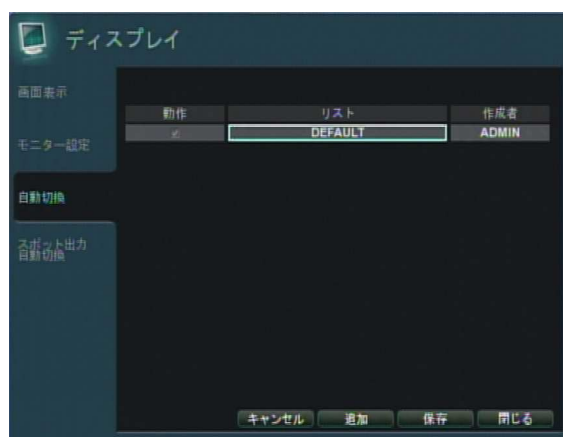 ディスプレイ
画面表示
モニター設定
自動切換
スポット出力
自動切換
動作 リスト 作成者
DEFAULT ADMIN
キャンセル 追加 保存 閉じる